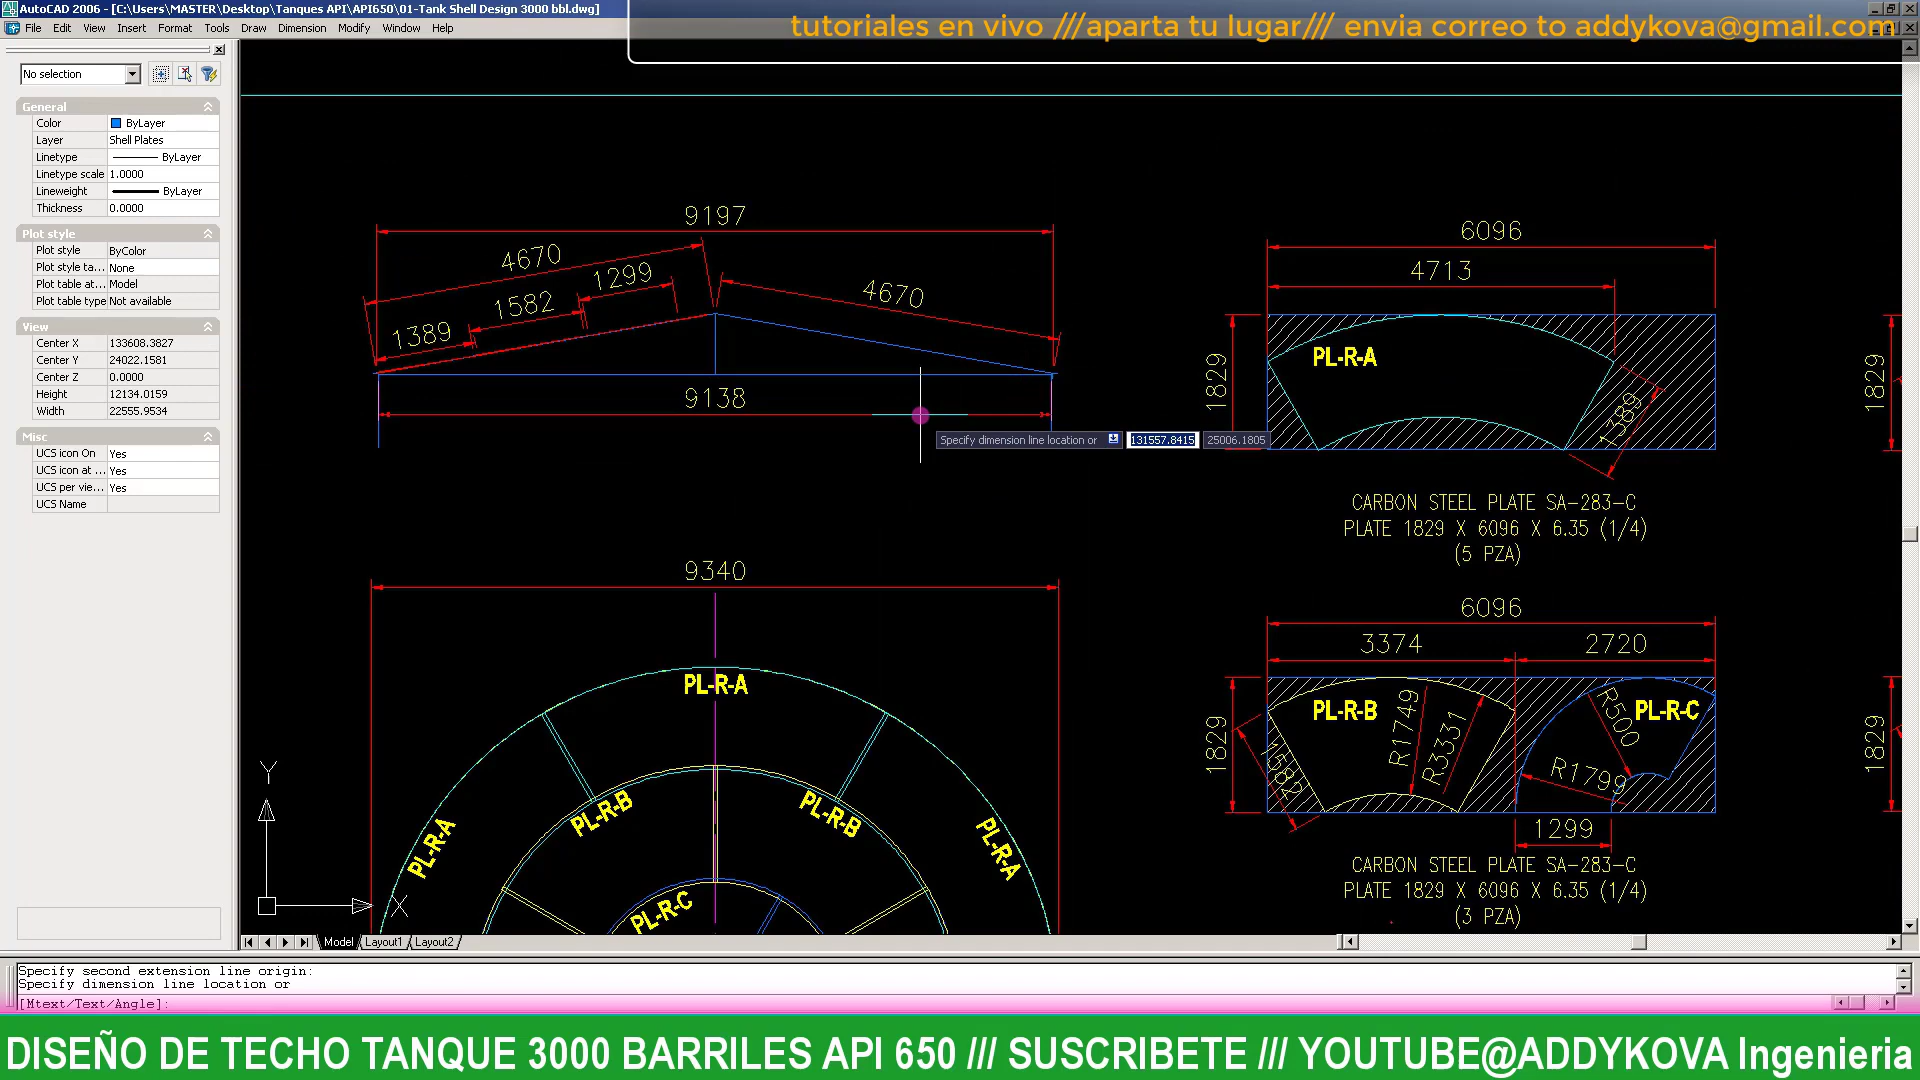 AutoCAD 2006 - [C:\Users\MASTER\Desktop\Tanques API\API650\01-Tank Shell Design 3000 bbl.dwg]
tutoriales en vivo ///aparta tu lugar/// envia correo to addykova@gmail.com
File Edit View Insert Format Tools Draw Dimension Modify Window Help
No selection
General
Color ByLayer
Layer Shell Plates
Linetype ByLayer
Linetype scale 1.0000
Lineweight ByLayer
Thickness 0.0000
Plot style
Plot style ByColor
Plot style ta... None
Plot table at... Model
Plot table type Not available
View
Center X 133608.3827
Center Y 24022.1581
Center Z 0.0000
Height 12134.0159
Width 22555.9534
Misc
UCS icon On Yes
UCS icon at ... Yes
UCS per vie... Yes
UCS Name
9197
4670
1299
1582
1389
4670
9138
Specify dimension line location or 131557.8415 25006.1805
9340
PL-R-A
PL-R-B
PL-R-B
PL-R-A
PL-R-A
PL-R-C
Y
X
6096
4713
1829
PL-R-A
1389
1829
CARBON STEEL PLATE SA-283-C
PLATE 1829 X 6096 X 6.35 (1/4)
(5 PZA)
6096
3374
2720
1829
PL-R-B
R1749
R3331
1582
R500
PL-R-C
R1799
1829
1299
CARBON STEEL PLATE SA-283-C
PLATE 1829 X 6096 X 6.35 (1/4)
(3 PZA)
Model Layout1 Layout2
Specify second extension line origin:
Specify dimension line location or
[Mtext/Text/Angle]:
DISEÑO DE TECHO TANQUE 3000 BARRILES API 650 /// SUSCRIBETE /// YOUTUBE@ADDYKOVA Ingenieria